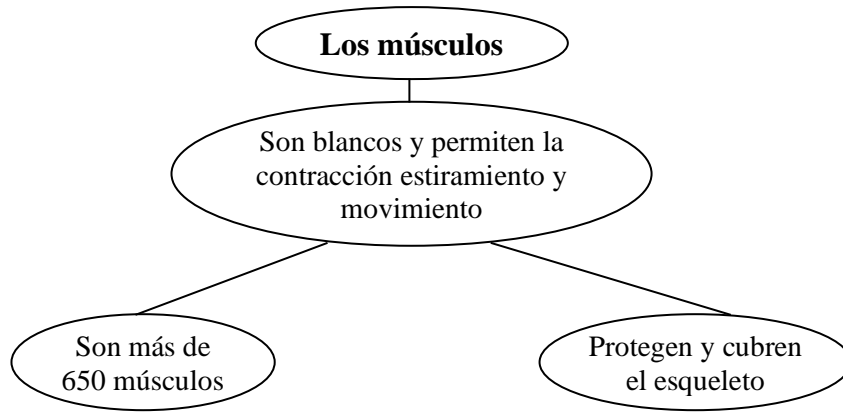 Los músculos
Son blancos y permiten la
contracción estiramiento y
movimiento
Son más de
650 músculos
Protegen y cubren
el esqueleto